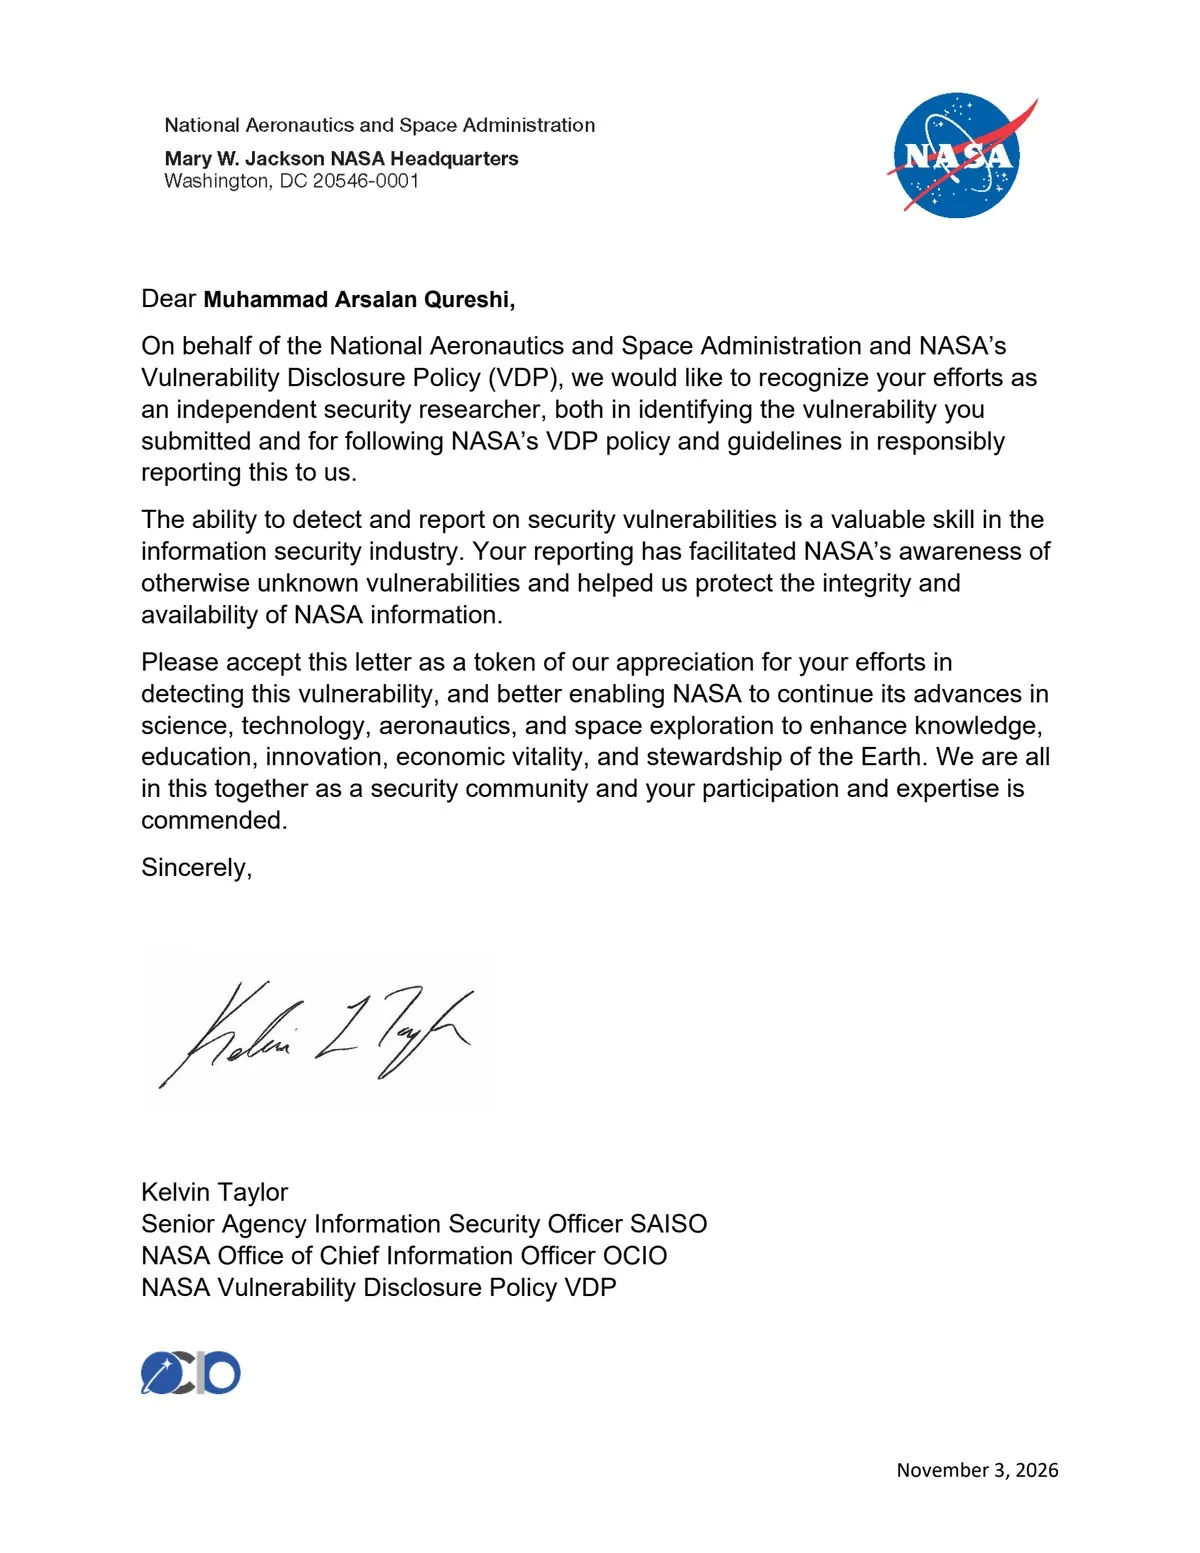 National Aeronautics and Space Administration
Mary W. Jackson NASA Headquarters
Washington, DC 20546-0001
NASA
Dear Muhammad Arsalan Qureshi,
On behalf of the National Aeronautics and Space Administration and NASA’s
Vulnerability Disclosure Policy (VDP), we would like to recognize your efforts as
an independent security researcher, both in identifying the vulnerability you
submitted and for following NASA’s VDP policy and guidelines in responsibly
reporting this to us.
The ability to detect and report on security vulnerabilities is a valuable skill in the
information security industry. Your reporting has facilitated NASA’s awareness of
otherwise unknown vulnerabilities and helped us protect the integrity and
availability of NASA information.
Please accept this letter as a token of our appreciation for your efforts in
detecting this vulnerability, and better enabling NASA to continue its advances in
science, technology, aeronautics, and space exploration to enhance knowledge,
education, innovation, economic vitality, and stewardship of the Earth. We are all
in this together as a security community and your participation and expertise is
commended.
Sincerely,
Kelvin L Taylor
Kelvin Taylor
Senior Agency Information Security Officer SAISO
NASA Office of Chief Information Officer OCIO
NASA Vulnerability Disclosure Policy VDP
OCIO
November 3, 2026